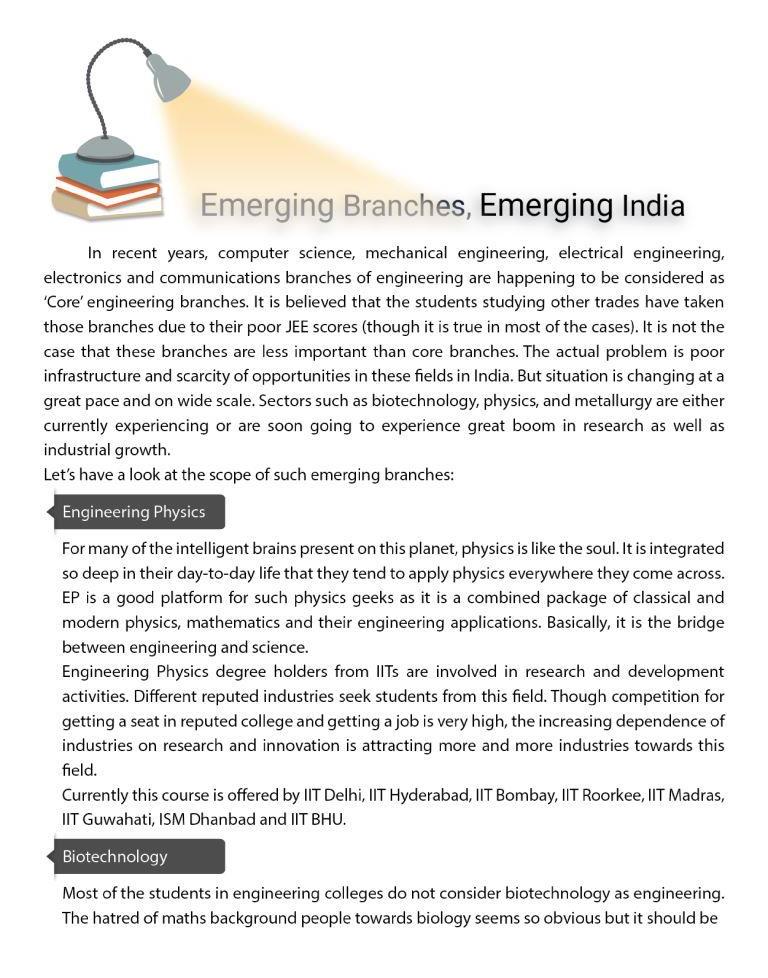 Emerging Branches, Emerging India
In recent years, computer science, mechanical engineering, electrical engineering,
electronics and communications branches of engineering are happening to be considered as
‘Core’ engineering branches. It is believed that the students studying other trades have taken
those branches due to their poor JEE scores (though it is true in most of the cases). It is not the
case that these branches are less important than core branches. The actual problem is poor
infrastructure and scarcity of opportunities in these fields in India. But situation is changing at a
great pace and on wide scale. Sectors such as biotechnology, physics, and metallurgy are either
currently experiencing or are soon going to experience great boom in research as well as
industrial growth.
Let’s have a look at the scope of such emerging branches:
Engineering Physics
For many of the intelligent brains present on this planet, physics is like the soul. It is integrated
so deep in their day-to-day life that they tend to apply physics everywhere they come across.
EP is a good platform for such physics geeks as it is a combined package of classical and
modern physics, mathematics and their engineering applications. Basically, it is the bridge
between engineering and science.
Engineering Physics degree holders from IITs are involved in research and development
activities. Different reputed industries seek students from this field. Though competition for
getting a seat in reputed college and getting a job is very high, the increasing dependence of
industries on research and innovation is attracting more and more industries towards this
field.
Currently this course is offered by IIT Delhi, IIT Hyderabad, IIT Bombay, IIT Roorkee, IIT Madras,
IIT Guwahati, ISM Dhanbad and IIT BHU.
Biotechnology
Most of the students in engineering colleges do not consider biotechnology as engineering.
The hatred of maths background people towards biology seems so obvious but it should be